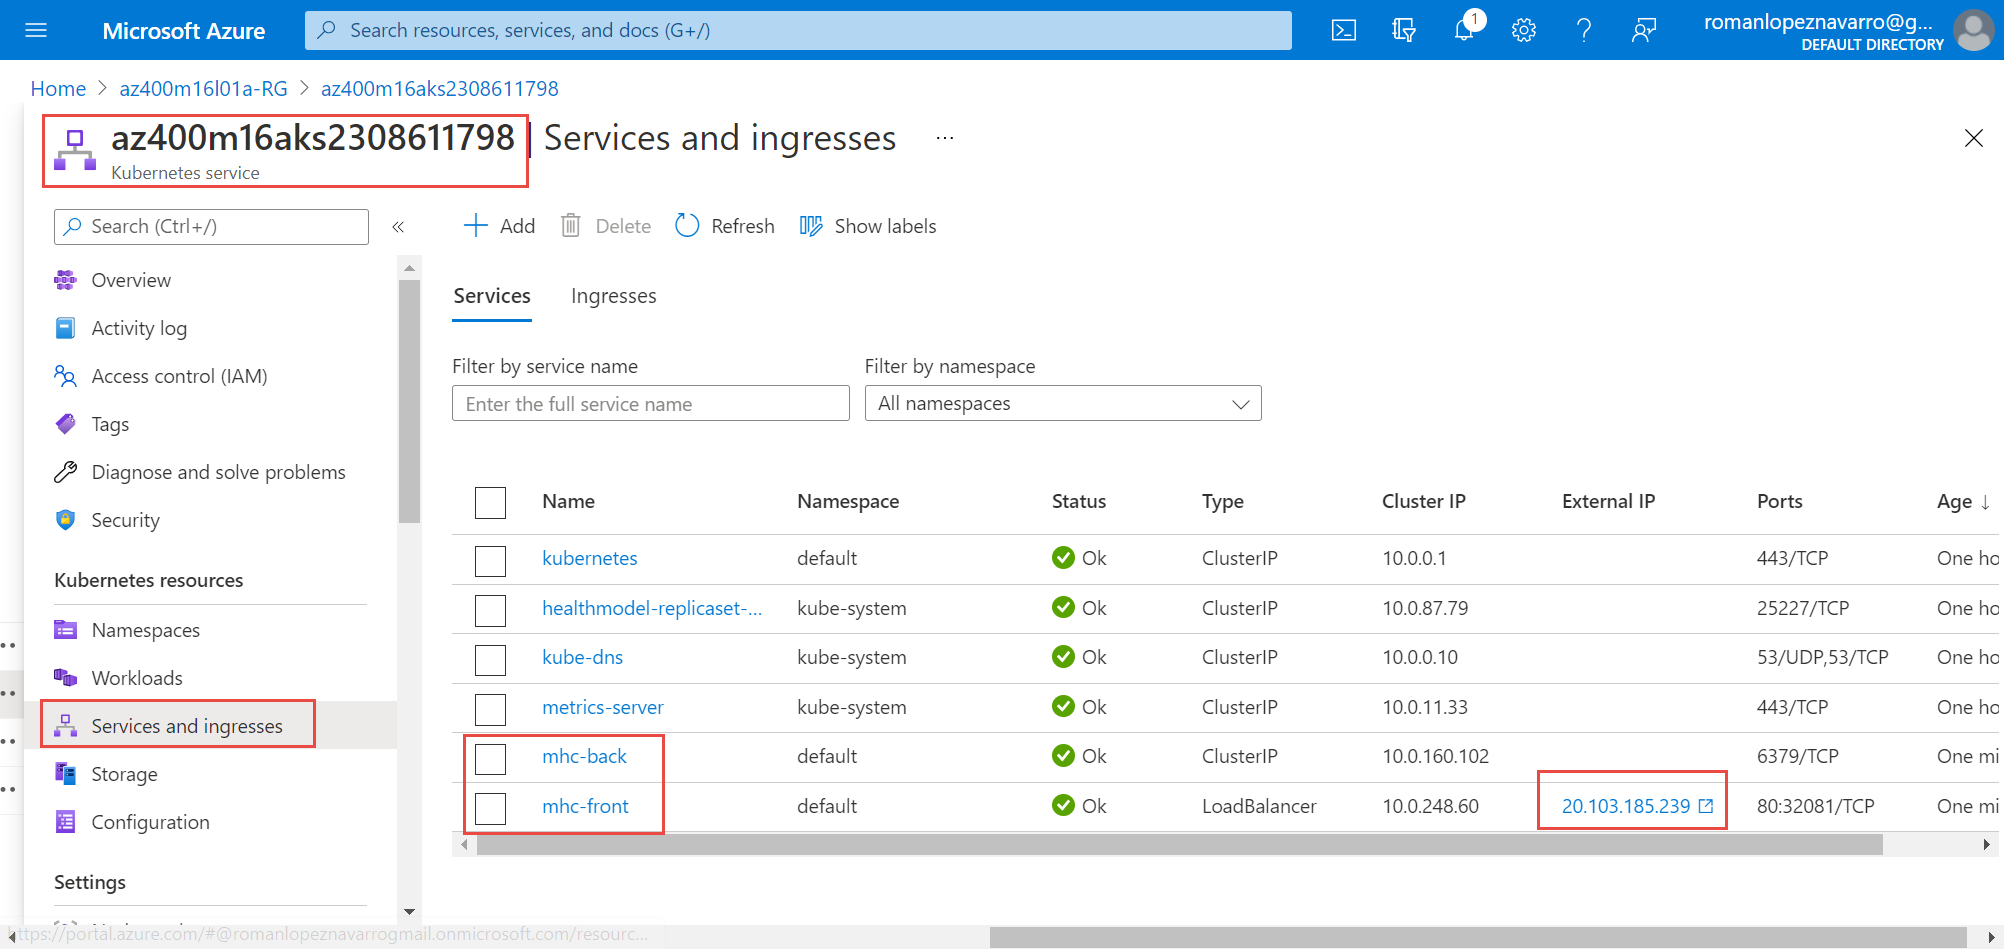 Microsoft Azure
Search resources, services, and docs (G+/)
1
romanlopeznavarro@g...
DEFAULT DIRECTORY
Home > az400m16l01a-RG > az400m16aks2308611798
az400m16aks2308611798 | Services and ingresses ...
Kubernetes service
Search (Ctrl+/)
«
Add
Delete
Refresh
Show labels
Overview
Activity log
Access control (IAM)
Tags
Diagnose and solve problems
Security
Kubernetes resources
Namespaces
Workloads
Services and ingresses
Storage
Configuration
Settings
Services
Ingresses
Filter by service name
Filter by namespace
Enter the full service name
All namespaces
Name Namespace Status Type Cluster IP External IP Ports Age ↓
kubernetes default Ok ClusterIP 10.0.0.1 443/TCP One ho
healthmodel-replicaset-... kube-system Ok ClusterIP 10.0.87.79 25227/TCP One ho
kube-dns kube-system Ok ClusterIP 10.0.0.10 53/UDP,53/TCP One ho
metrics-server kube-system Ok ClusterIP 10.0.11.33 443/TCP One ho
mhc-back default Ok ClusterIP 10.0.160.102 6379/TCP One mi
mhc-front default Ok LoadBalancer 10.0.248.60 20.103.185.239 80:32081/TCP One mi
https://portal.azure.com/#@romanlopeznavarrogmail.onmicrosoft.com/resourc...